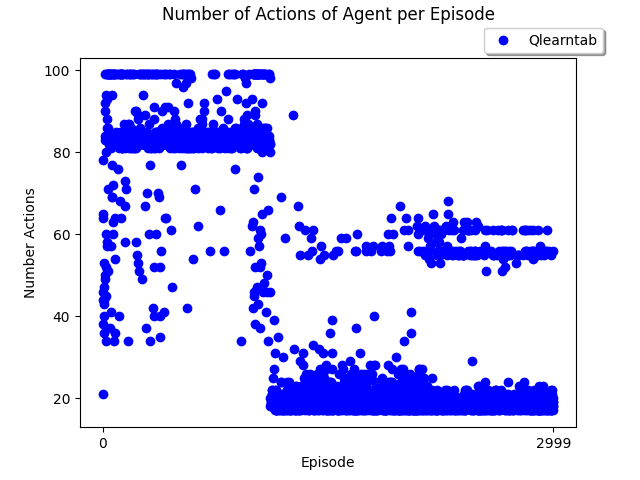 Number of Actions of Agent per Episode
Qlearntab
100
80
60
40
20
Number Actions
0
2999
Episode